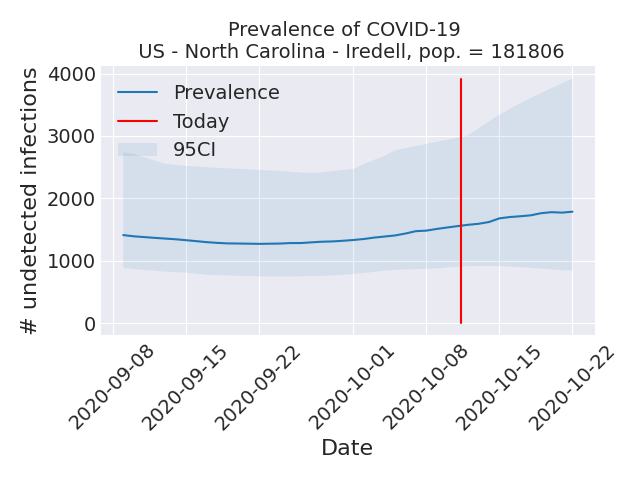 Prevalence of COVID-19
US - North Carolina - Iredell, pop. = 181806
# undetected infections
4000
3000
2000
1000
0
Prevalence
Today
95CI
2020-09-08
2020-09-15
2020-09-22
2020-10-01
2020-10-08
2020-10-15
2020-10-22
Date